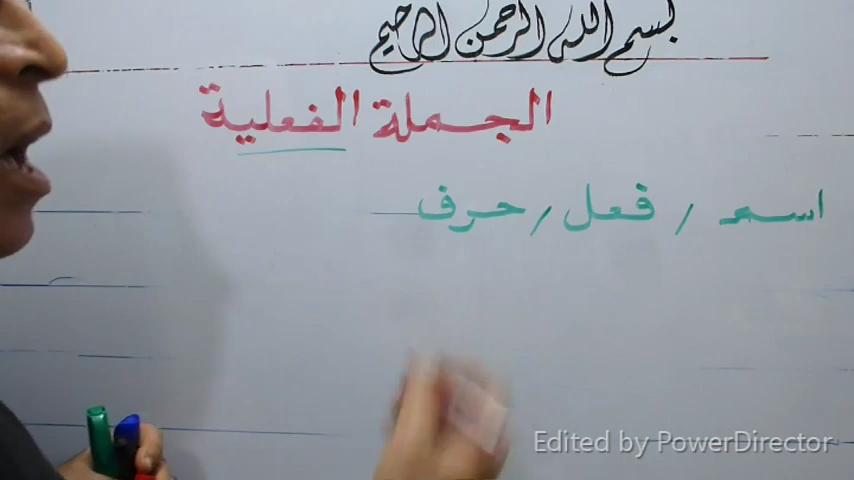 بسم الله الرحمن الرحيم
الجملة الفعلية
اسم / فعل / حرف
Edited by PowerDirector